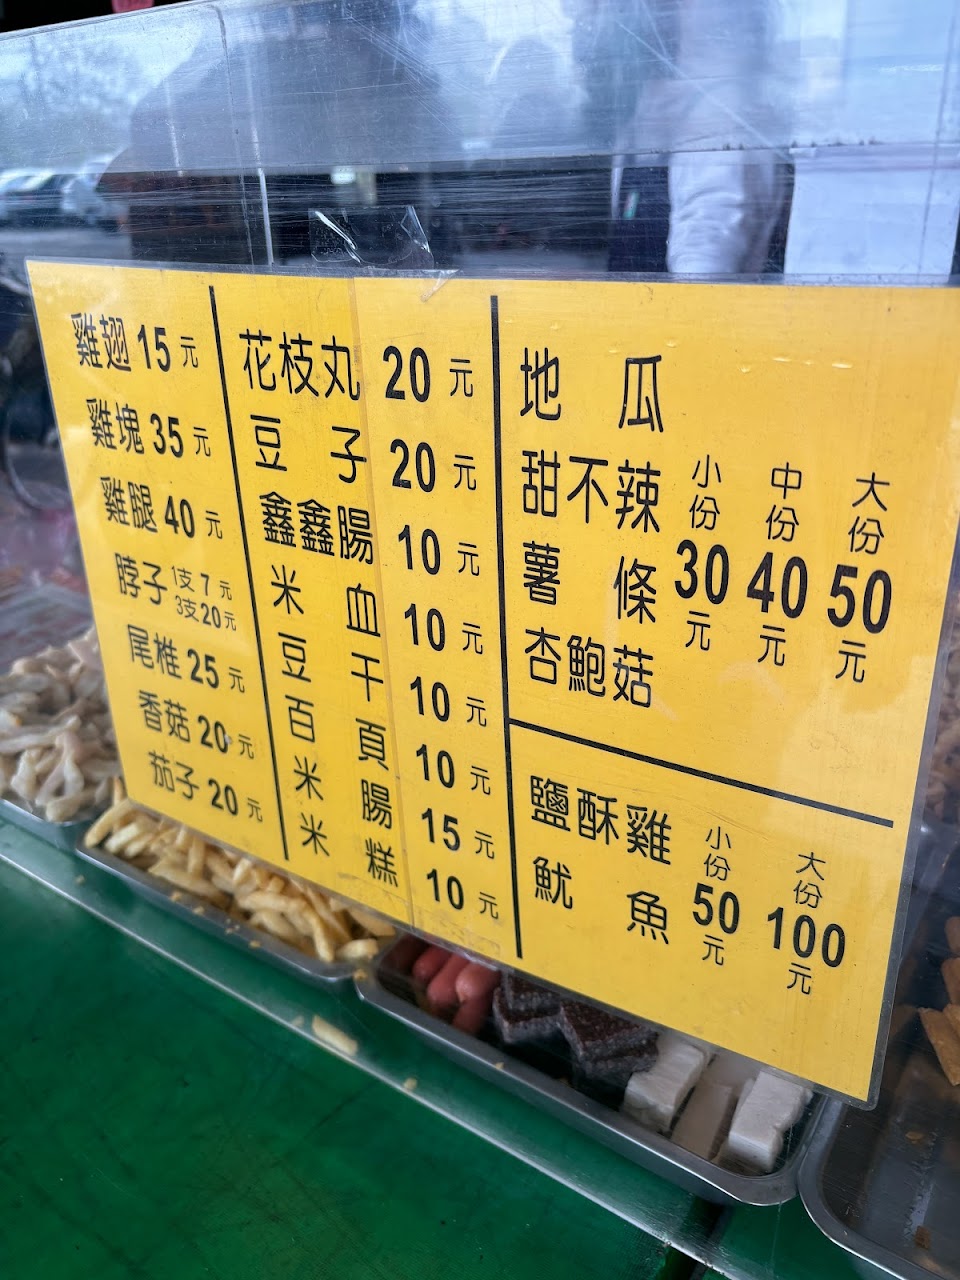 雞翅 15 元
雞塊 35 元
雞腿 40 元
脖子 1支7元 3支20元
尾椎 25 元
香菇 20 元
茄子 20 元
花枝丸 20 元
豆子 20 元
鑫鑫腸 10 元
米血 10 元
豆干 10 元
百頁 10 元
米腸 15 元
米糕 10 元
地瓜
甜不辣
薯條
杏鮑菇
小份 30 元
中份 40 元
大份 50 元
鹽酥雞
魷魚
小份 50 元
大份 100 元